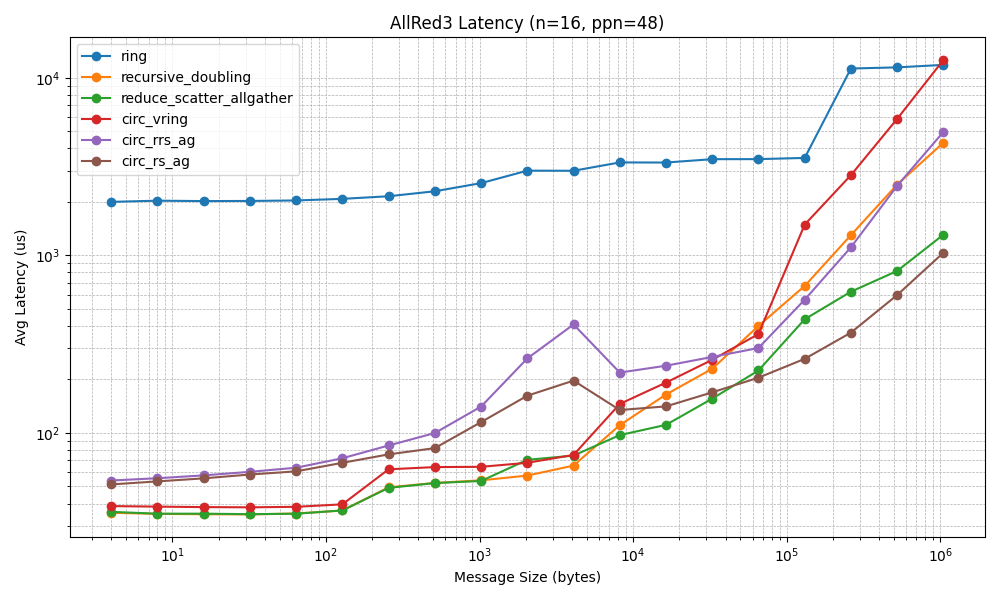 AllRed3 Latency (n=16, ppn=48)
ring
recursive_doubling
reduce_scatter_allgather
circ_vring
circ_rrs_ag
circ_rs_ag
Avg Latency (us)
10⁴
10³
10²
10¹ 10² 10³ 10⁴ 10⁵ 10⁶
Message Size (bytes)